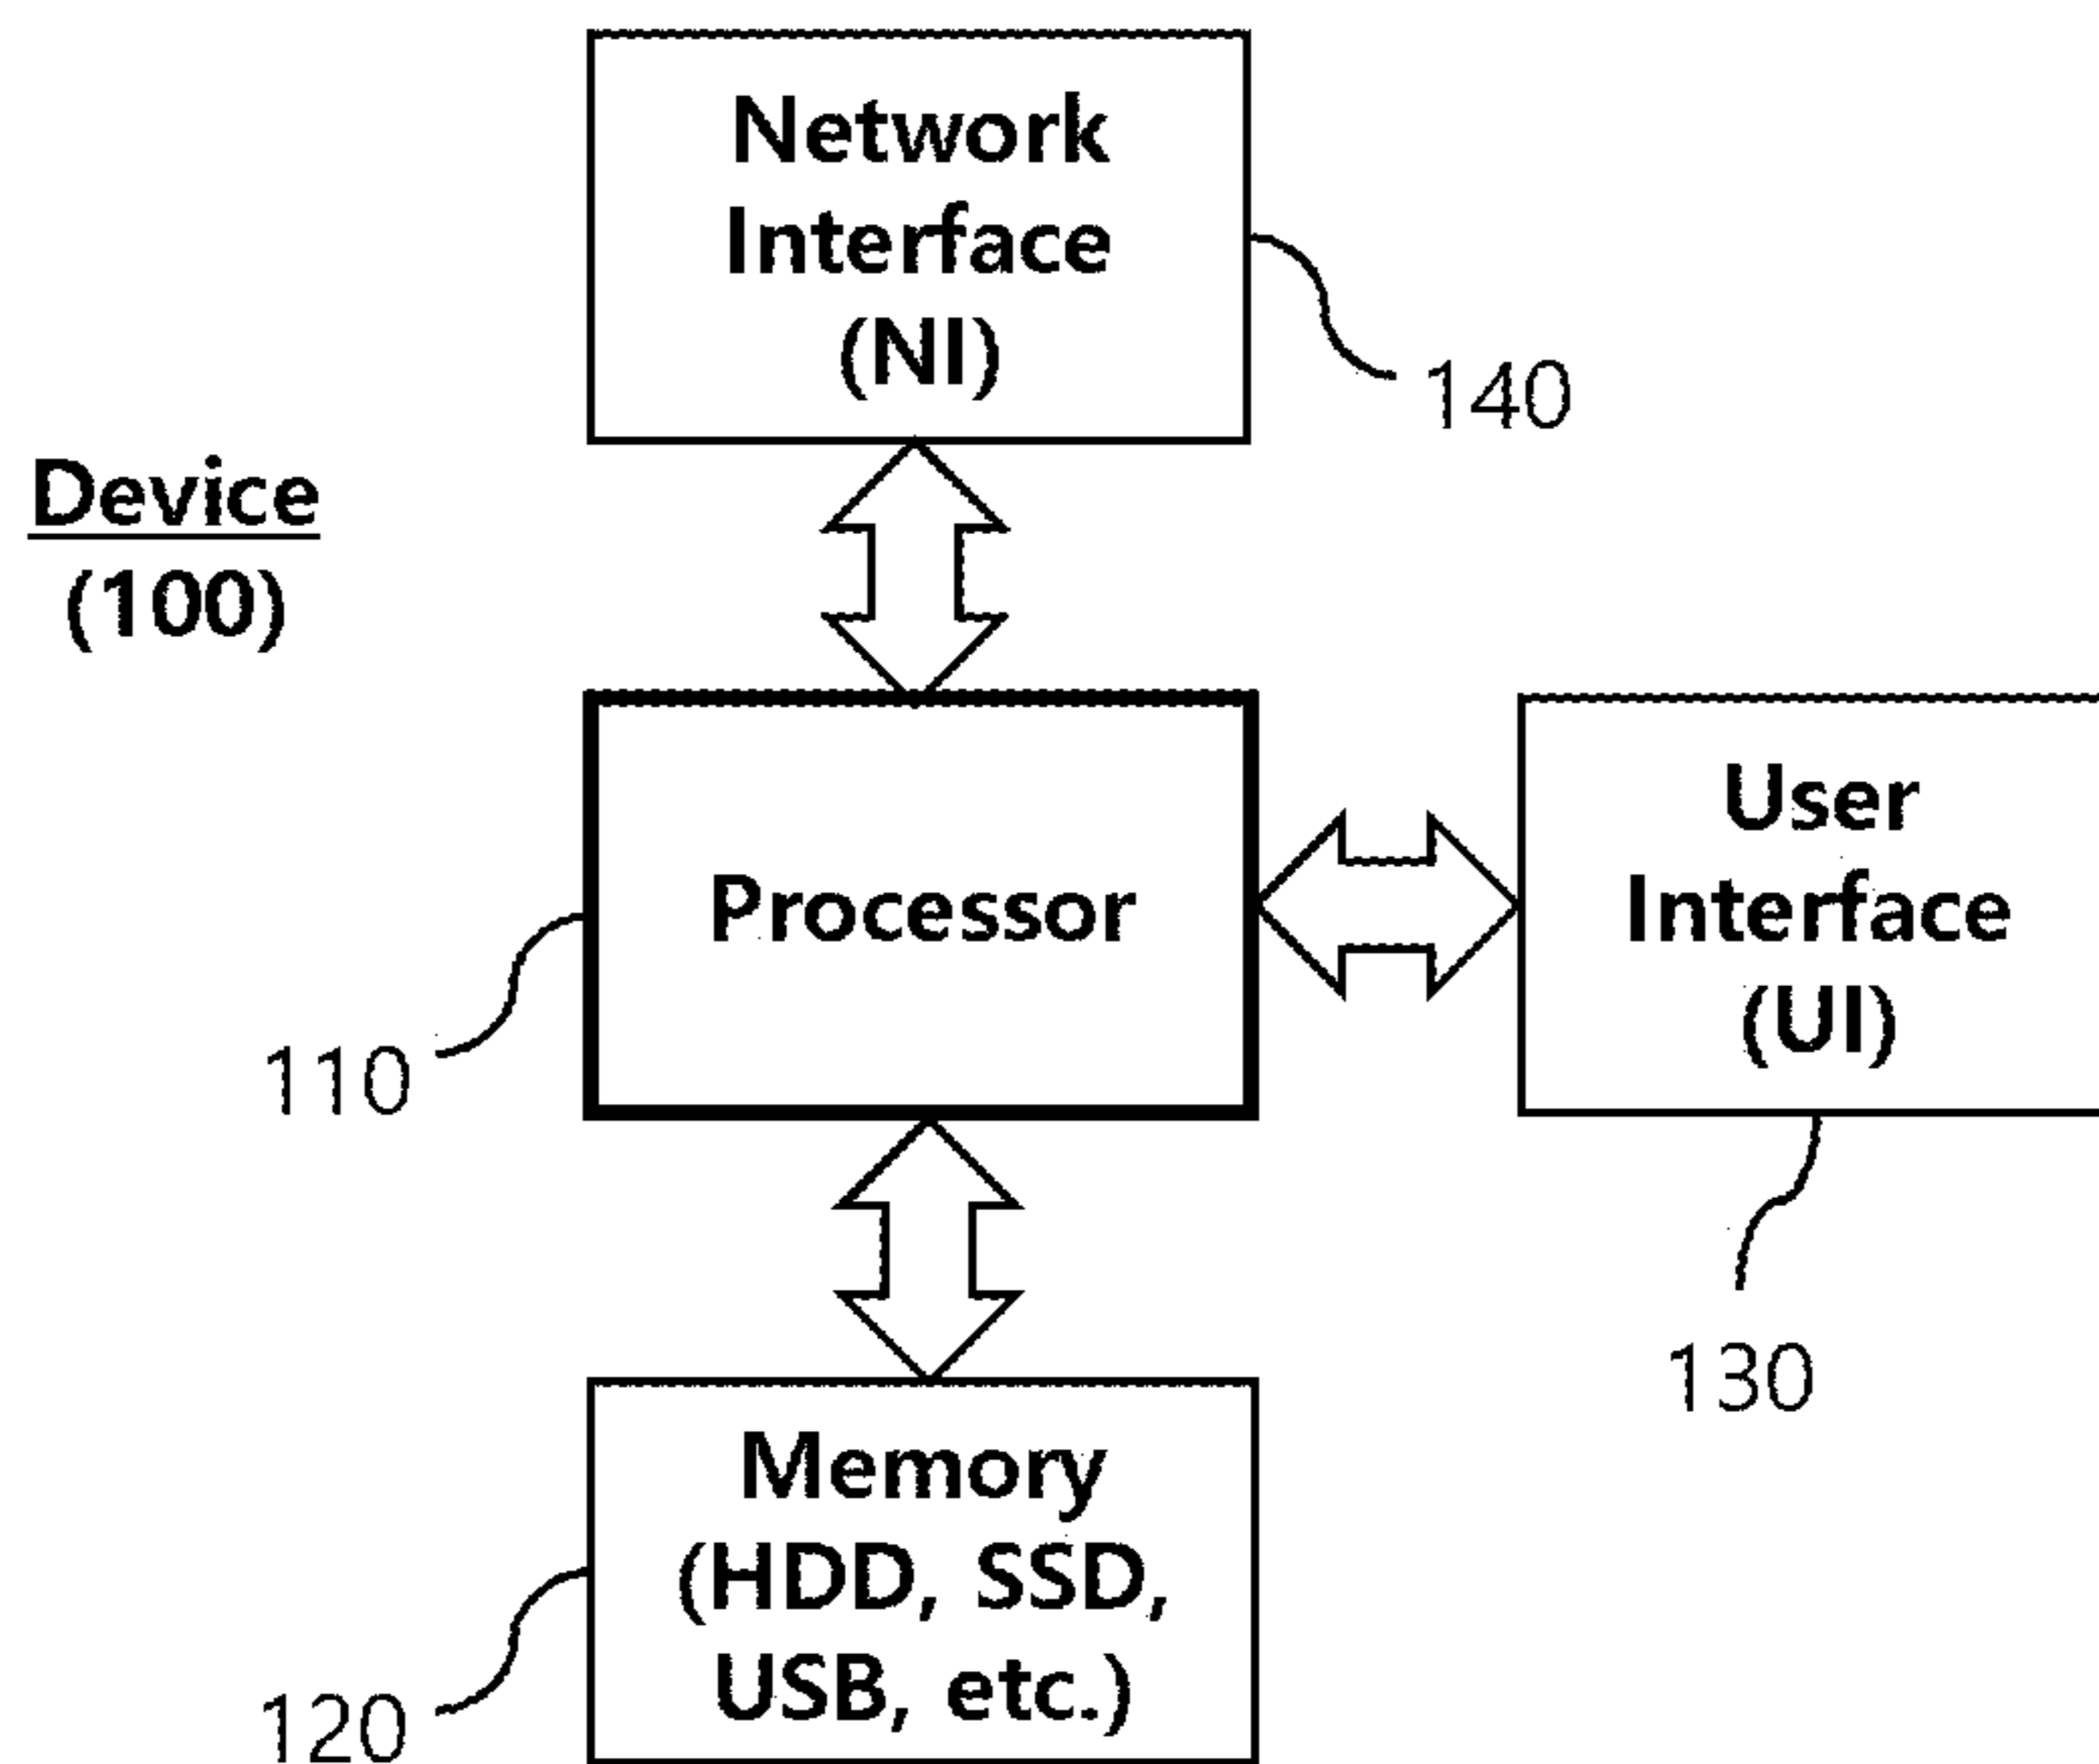 Network
Interface
(NI)
140
Device
(100)
Processor
110
User
Interface
(UI)
130
Memory
(HDD, SSD,
USB, etc.)
120